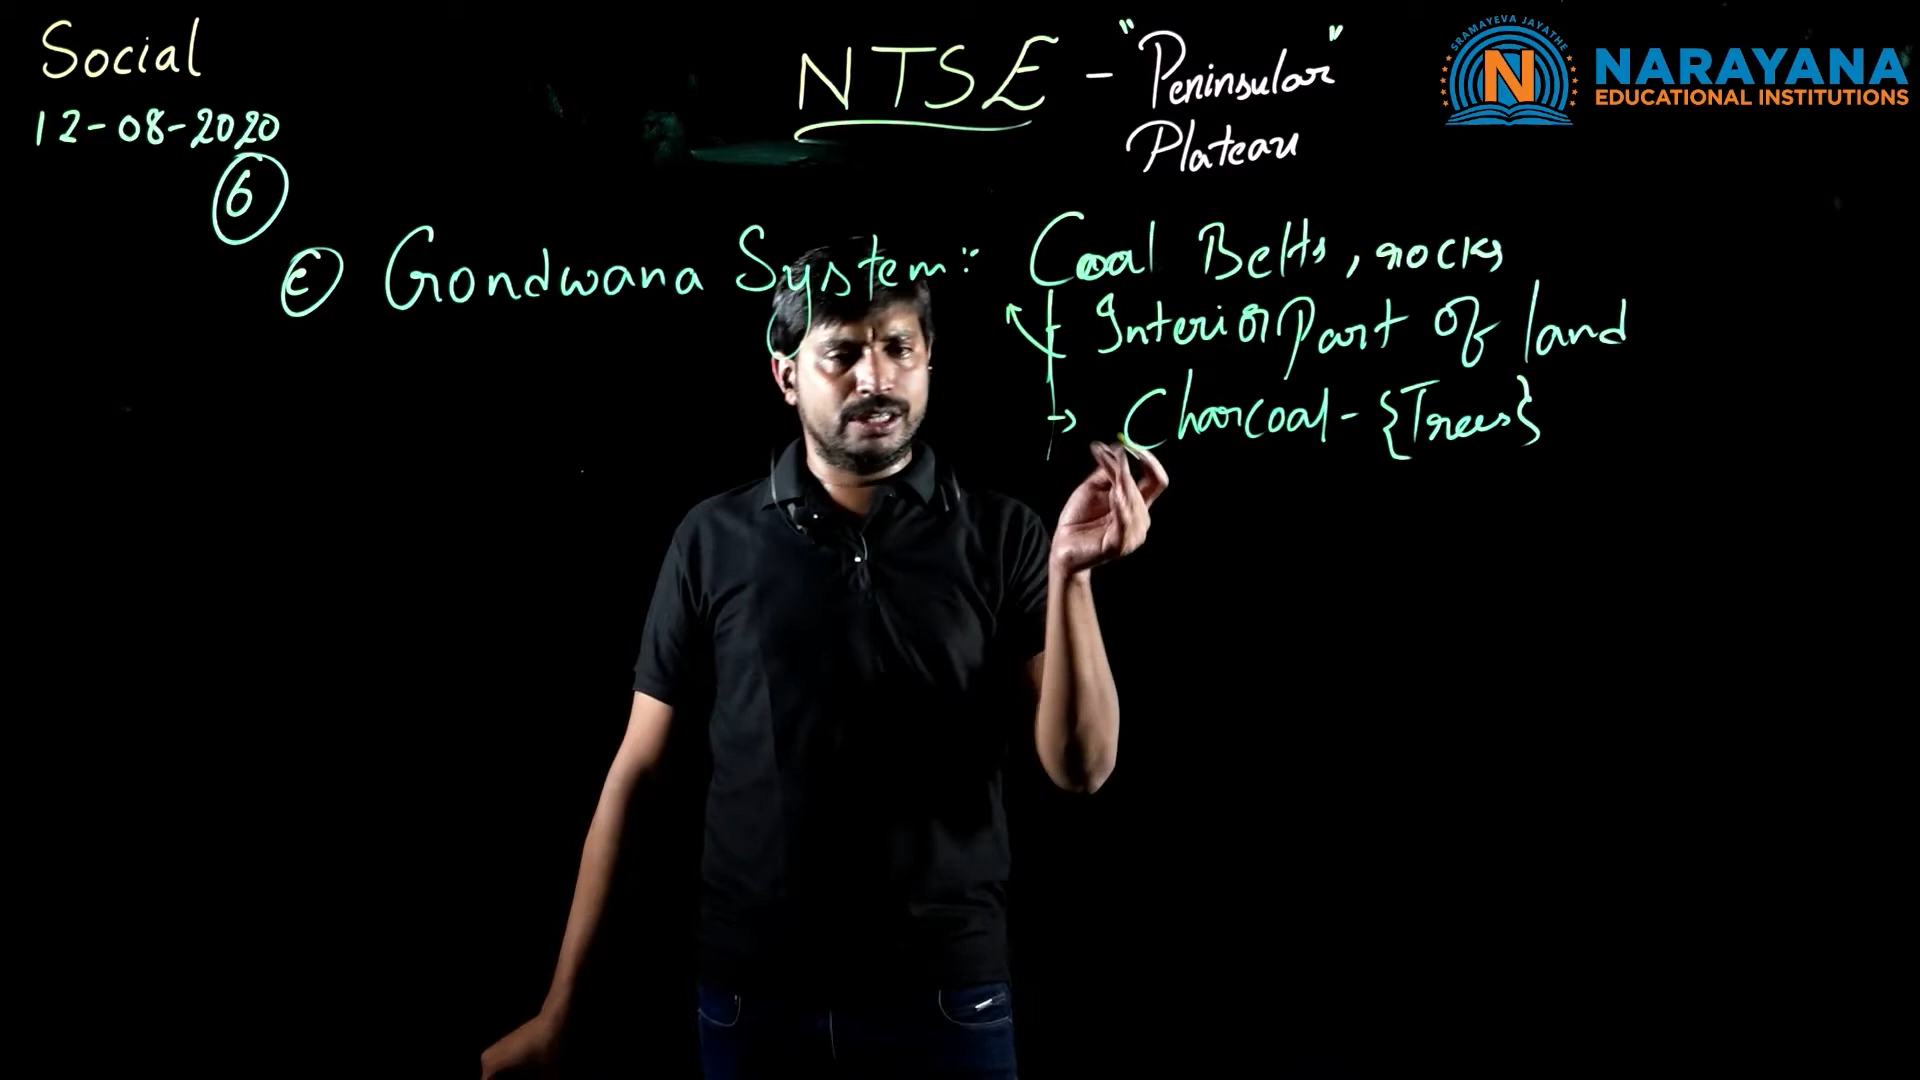 Social
12-08-2020
6
NTSE - "Peninsular"
Plateau
SRAMAYEVA JAYATHE
N
NARAYANA
EDUCATIONAL INSTITUTIONS
C Gondwana System:- Coal Belts, rocks
Interior Part of land
→ Charcoal - {Trees}